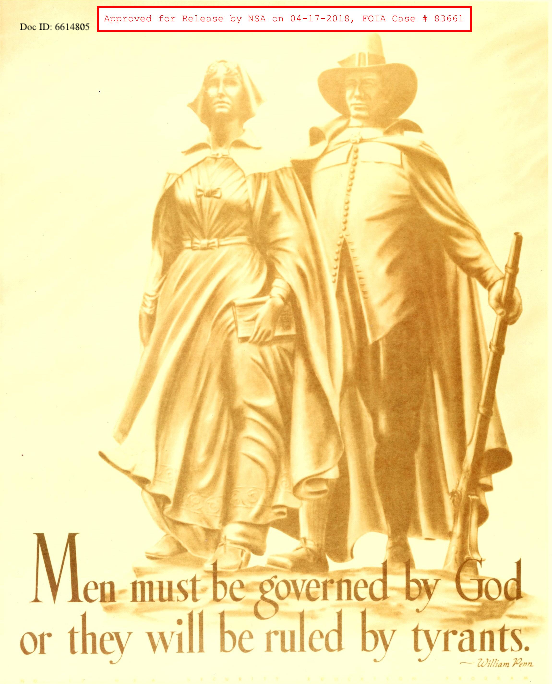 Doc ID: 6614805
Approved for Release by NSA on 04-17-2018, FOIA Case # 83661
Men must be governed by God
or they will be ruled by tyrants.
— William Penn